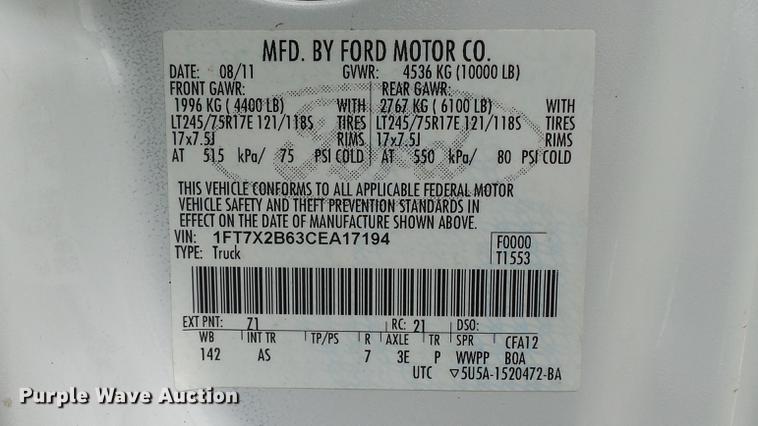 MFD. BY FORD MOTOR CO.
DATE: 08/11 GVWR: 4536 KG (10000 LB)
FRONT GAWR: REAR GAWR:
1996 KG ( 4400 LB) WITH 2767 KG ( 6100 LB) WITH
LT245/75R17E 121/118S TIRES LT245/75R17E 121/118S TIRES
17x7.5J RIMS 17x7.5J RIMS
AT 515 kPa/ 75 PSI COLD AT 550 kPa/ 80 PSI COLD
THIS VEHICLE CONFORMS TO ALL APPLICABLE FEDERAL MOTOR
VEHICLE SAFETY AND THEFT PREVENTION STANDARDS IN
EFFECT ON THE DATE OF MANUFACTURE SHOWN ABOVE.
VIN: 1FT7X2B63CEA17194 F0000
TYPE: Truck T1553
EXT PNT: Z1 RC: 21 DSO:
WB INT TR TP/PS R AXLE TR SPR CFA12
142 AS 7 3E P WWPP BOA
UTC ▽5U5A-1520472-BA
Purple Wave Auction